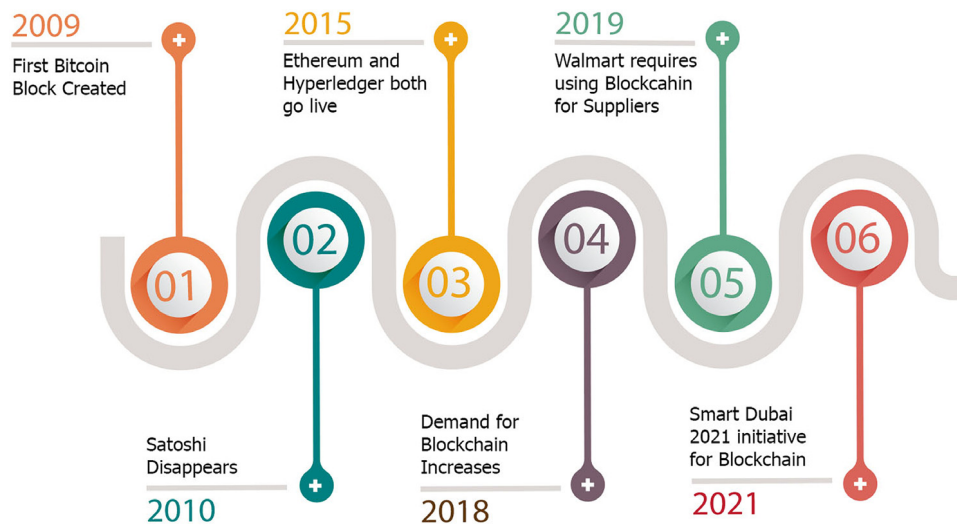 2009
First Bitcoin
Block Created
01
Satoshi
Disappears
2010
02
2015
Ethereum and
Hyperledger both
go live
03
Demand for
Blockchain
Increases
2018
04
2019
Walmart requires
using Blockcahin
for Suppliers
05
Smart Dubai
2021 initiative
for Blockchain
2021
06